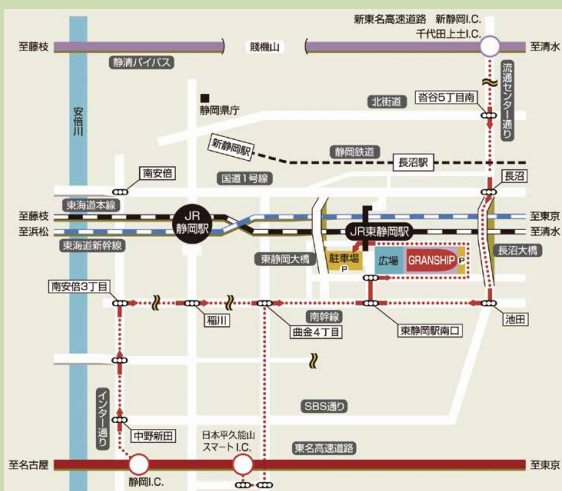 新東名高速道路 新静岡I.C.
千代田上土I.C.
至藤枝
賤機山
至清水
静清バイパス
流通センター通り
安倍川
静岡県庁
北街道
沓谷5丁目南
新静岡駅
静岡鉄道
長沼駅
南安倍
国道1号線
長沼
東海道本線
至藤枝
JR
静岡駅
JR東静岡駅
至東京
至浜松
至清水
東海道新幹線
東静岡大橋
駐車場
P
広場
GRANSHIP
P
長沼大橋
南安倍3丁目
稲川
南幹線
曲金4丁目
東静岡駅南口
池田
インター通り
SBS通り
中野新田
日本平久能山
スマートI.C.
東名高速道路
至名古屋
至東京
静岡I.C.